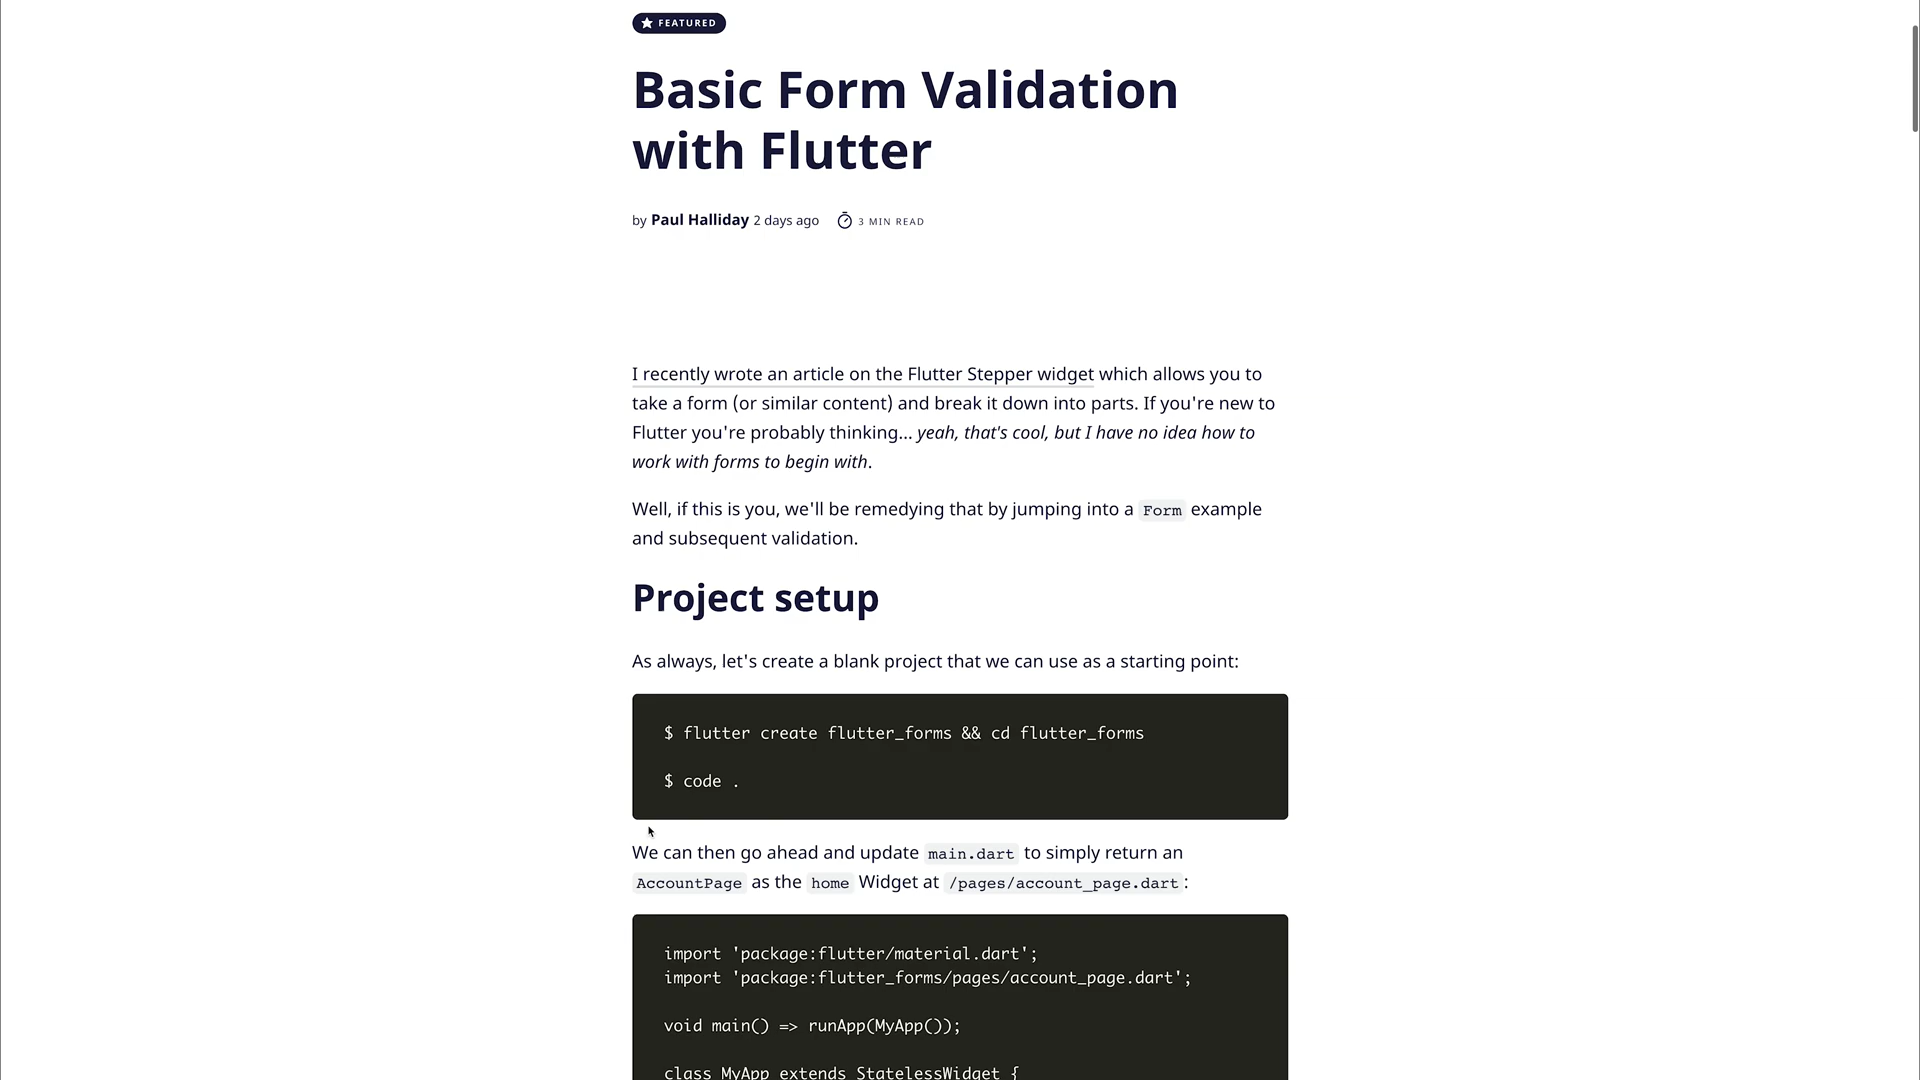 FEATURED
Basic Form Validation
with Flutter
by Paul Halliday 2 days ago 3 MIN READ
I recently wrote an article on the Flutter Stepper widget which allows you to
take a form (or similar content) and break it down into parts. If you're new to
Flutter you're probably thinking... yeah, that's cool, but I have no idea how to
work with forms to begin with.
Well, if this is you, we'll be remedying that by jumping into a Form example
and subsequent validation.
Project setup
As always, let's create a blank project that we can use as a starting point:
$ flutter create flutter_forms && cd flutter_forms
$ code .
We can then go ahead and update main.dart to simply return an
AccountPage as the home Widget at /pages/account_page.dart:
import 'package:flutter/material.dart';
import 'package:flutter_forms/pages/account_page.dart';
void main() => runApp(MyApp());
class MyApp extends StatelessWidget {